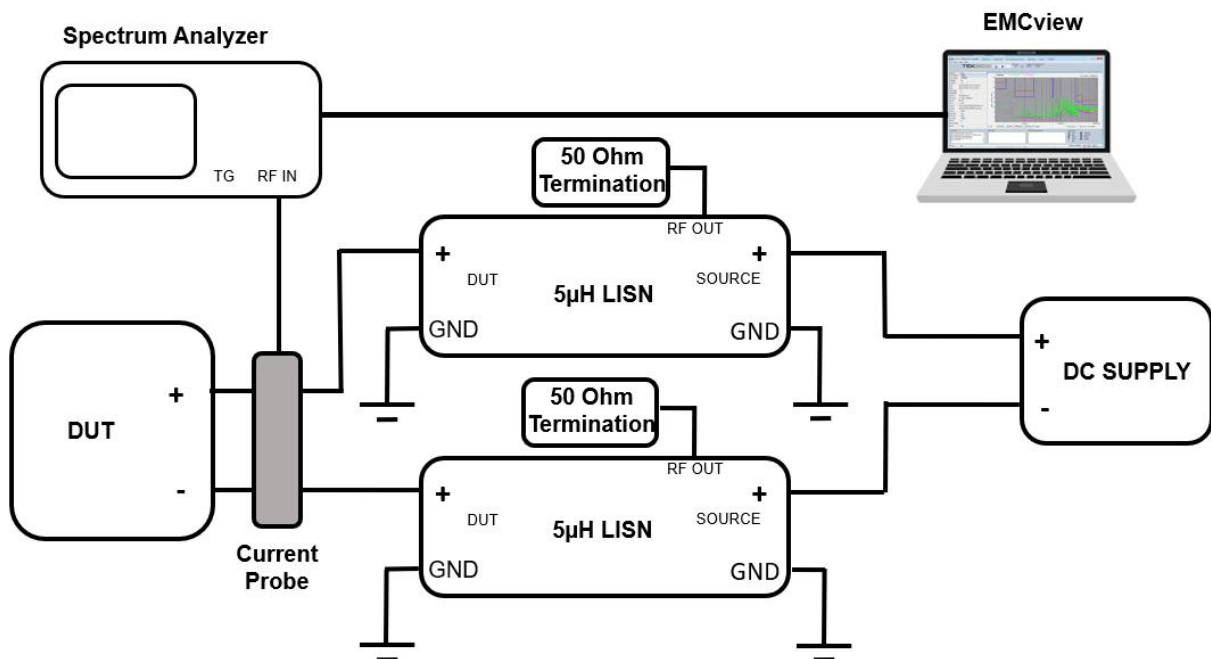 Spectrum Analyzer
EMCview
TG RF IN
50 Ohm
Termination
RF OUT
+ +
DUT SOURCE
5µH LISN
GND GND
+
DC SUPPLY
-
+
DUT
-
50 Ohm
Termination
RF OUT
+ +
DUT SOURCE
5µH LISN
GND GND
Current
Probe